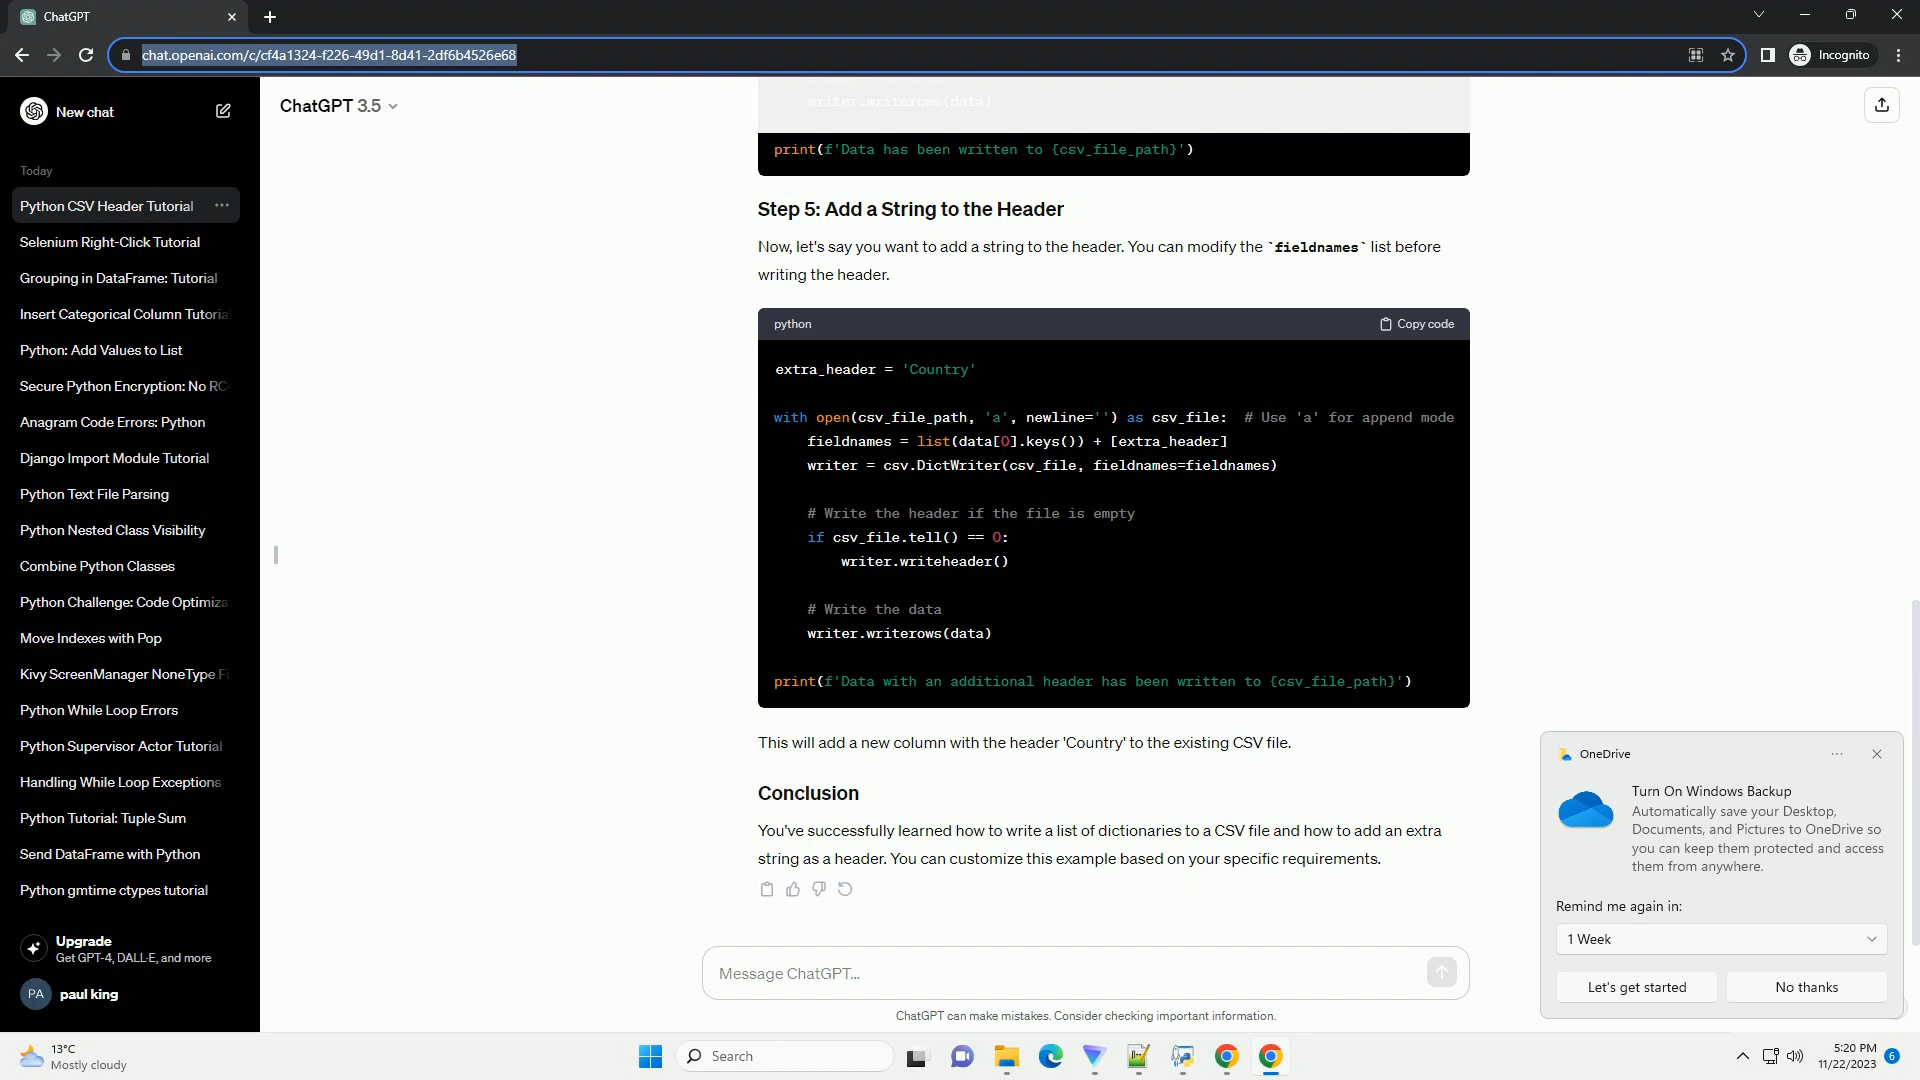 ChatGPT
chat.openai.com/c/cf4a1324-f226-49d1-8d41-2df6b4526e68
Incognito
New chat
Today
Python CSV Header Tutorial
Selenium Right-Click Tutorial
Grouping in DataFrame: Tutorial
Insert Categorical Column Tutoria
Python: Add Values to List
Secure Python Encryption: No RC
Anagram Code Errors: Python
Django Import Module Tutorial
Python Text File Parsing
Python Nested Class Visibility
Combine Python Classes
Python Challenge: Code Optimiza
Move Indexes with Pop
Kivy ScreenManager NoneType F
Python While Loop Errors
Python Supervisor Actor Tutorial
Handling While Loop Exceptions
Python Tutorial: Tuple Sum
Send DataFrame with Python
Python gmtime ctypes tutorial
Upgrade
Get GPT-4, DALL·E, and more
PA
paul king
ChatGPT 3.5
writer.writerows(data)
print(f'Data has been written to {csv_file_path}')
Step 5: Add a String to the Header
Now, let's say you want to add a string to the header. You can modify the `fieldnames` list before
writing the header.
python
Copy code
extra_header = 'Country'
with open(csv_file_path, 'a', newline='') as csv_file:  # Use 'a' for append mode
fieldnames = list(data[0].keys()) + [extra_header]
writer = csv.DictWriter(csv_file, fieldnames=fieldnames)
# Write the header if the file is empty
if csv_file.tell() == 0:
writer.writeheader()
# Write the data
writer.writerows(data)
print(f'Data with an additional header has been written to {csv_file_path}')
This will add a new column with the header 'Country' to the existing CSV file.
Conclusion
You've successfully learned how to write a list of dictionaries to a CSV file and how to add an extra
string as a header. You can customize this example based on your specific requirements.
Message ChatGPT...
ChatGPT can make mistakes. Consider checking important information.
OneDrive
Turn On Windows Backup
Automatically save your Desktop,
Documents, and Pictures to OneDrive so
you can keep them protected and access
them from anywhere.
Remind me again in:
1 Week
Let's get started
No thanks
13°C
Mostly cloudy
Search
5:20 PM
11/22/2023
6